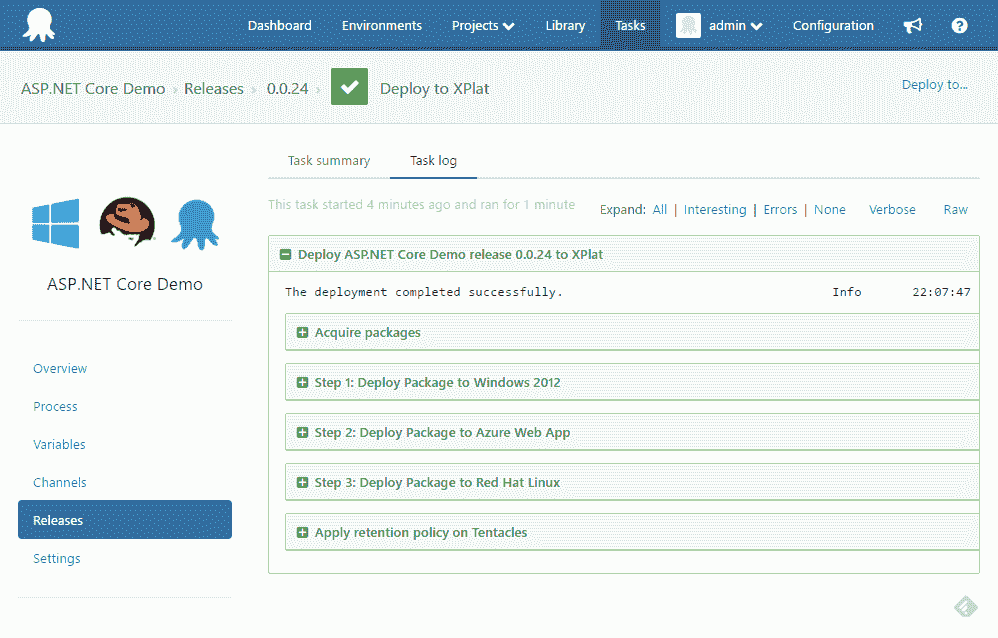 Dashboard Environments Projects Library Tasks admin Configuration
ASP.NET Core Demo › Releases › 0.0.24 › Deploy to XPlat Deploy to...
Task summary Task log
This task started 4 minutes ago and ran for 1 minute Expand: All | Interesting | Errors | None Verbose Raw
Deploy ASP.NET Core Demo release 0.0.24 to XPlat
ASP.NET Core Demo
The deployment completed successfully. Info 22:07:47
Acquire packages
Step 1: Deploy Package to Windows 2012
Step 2: Deploy Package to Azure Web App
Step 3: Deploy Package to Red Hat Linux
Apply retention policy on Tentacles
Overview
Process
Variables
Channels
Releases
Settings